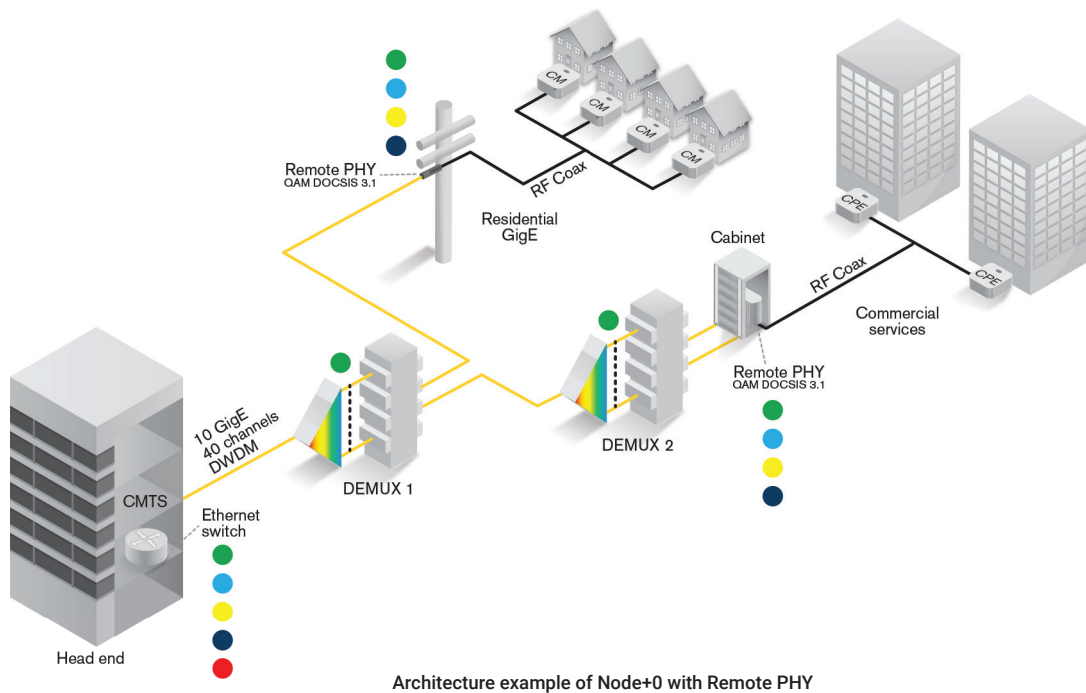 CM
CM
CM
CM
Remote PHY
QAM DOCSIS 3.1
RF Coax
Residential
GigE
CPE
CPE
Cabinet
RF Coax
Commercial
services
Remote PHY
QAM DOCSIS 3.1
10 GigE
40 channels
DWDM
DEMUX 1
DEMUX 2
CMTS
Ethernet
switch
Head end
Architecture example of Node+0 with Remote PHY